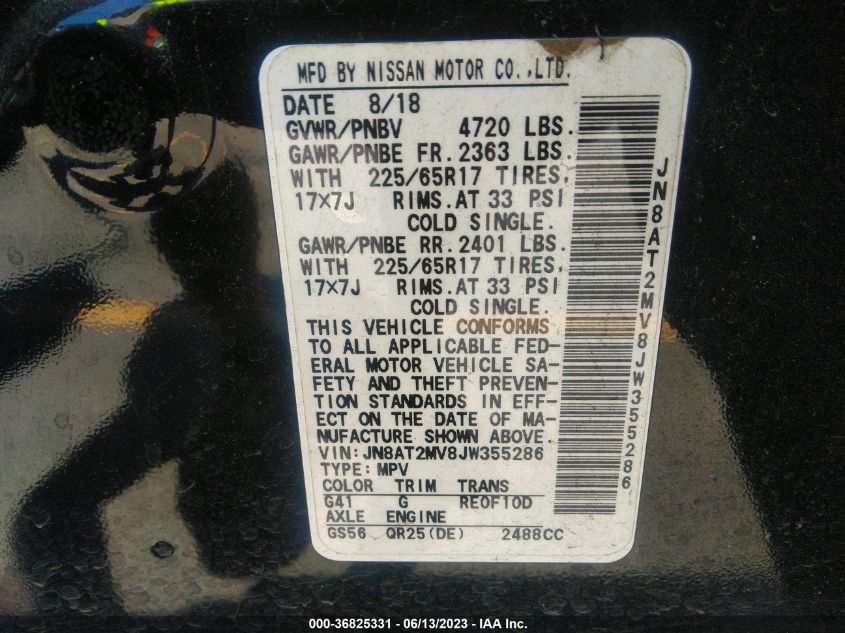 MFD BY NISSAN MOTOR CO.,LTD.
DATE 8/18
GVWR/PNBV 4720 LBS.
GAWR/PNBE FR.2363 LBS.
WITH 225/65R17 TIRES,
17×7J RIMS.AT 33 PSI
COLD SINGLE.
GAWR/PNBE RR.2401 LBS.
WITH 225/65R17 TIRES,
17×7J RIMS.AT 33 PSI
COLD SINGLE.
THIS VEHICLE CONFORMS
TO ALL APPLICABLE FED-
ERAL MOTOR VEHICLE SA-
FETY AND THEFT PREVEN-
TION STANDARDS IN EFF-
ECT ON THE DATE OF MA-
NUFACTURE SHOWN ABOVE.
VIN:JN8AT2MV8JW355286
TYPE:MPV
COLOR TRIM TRANS
G41 G RE0F10D
AXLE ENGINE
GS56 QR25(DE) 2488CC
JN8AT2MV8JW355286
000-36825331 - 06/13/2023 - © IAA Inc.